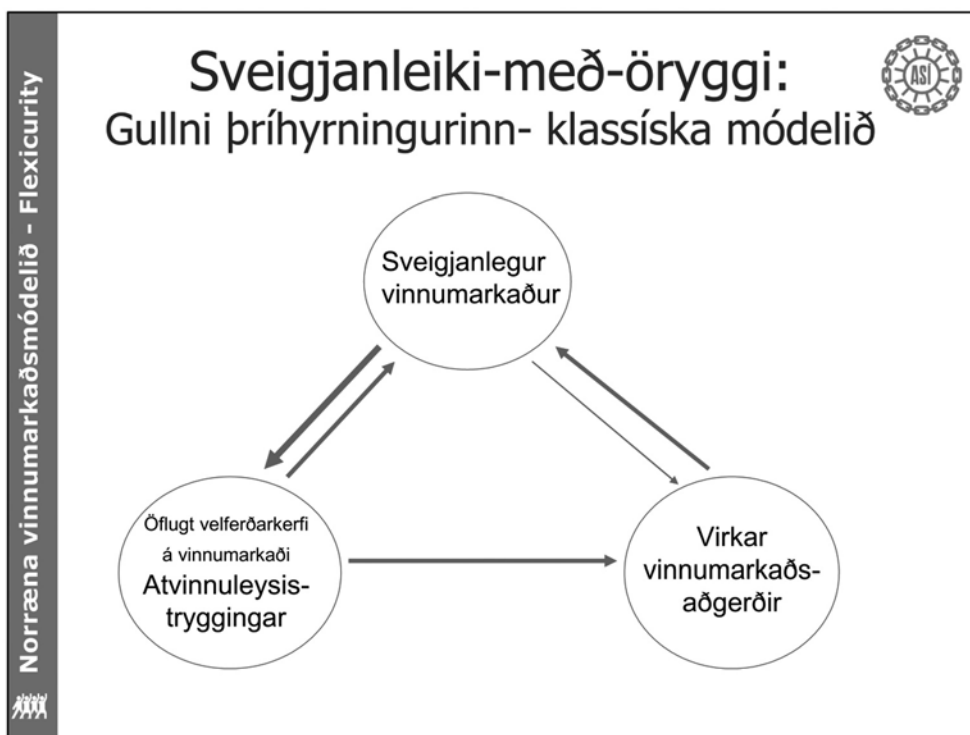 Norræna vinnumarkaðsmódelið - Flexicurity
Sveigjanleiki-með-öryggi:
Gullni þríhyrningurinn- klassíska módelið
ASÍ
Sveigjanlegur
vinnumarkaður
Öflugt velferðarkerfi
á vinnumarkaði
Atvinnuleysis-
tryggingar
Virkar
vinnumarkaðs-
aðgerðir